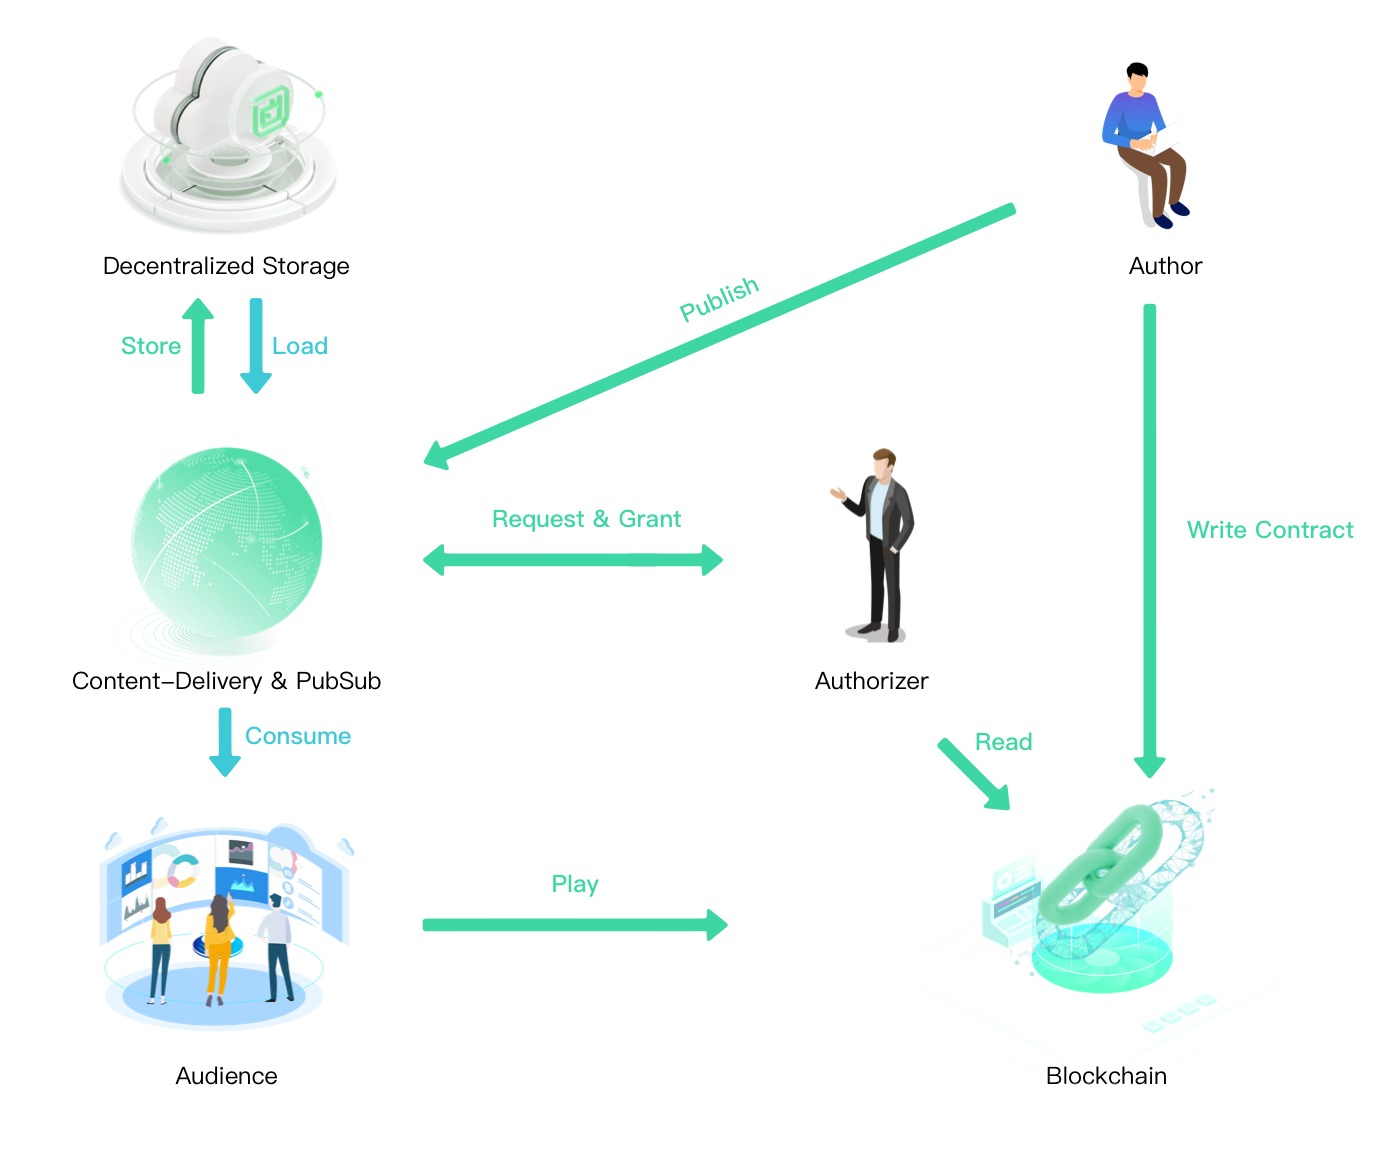 Decentralized Storage
Author
Publish
Store
Load
Request & Grant
Write Contract
Content–Delivery & PubSub
Authorizer
Consume
Read
Play
Audience
Blockchain